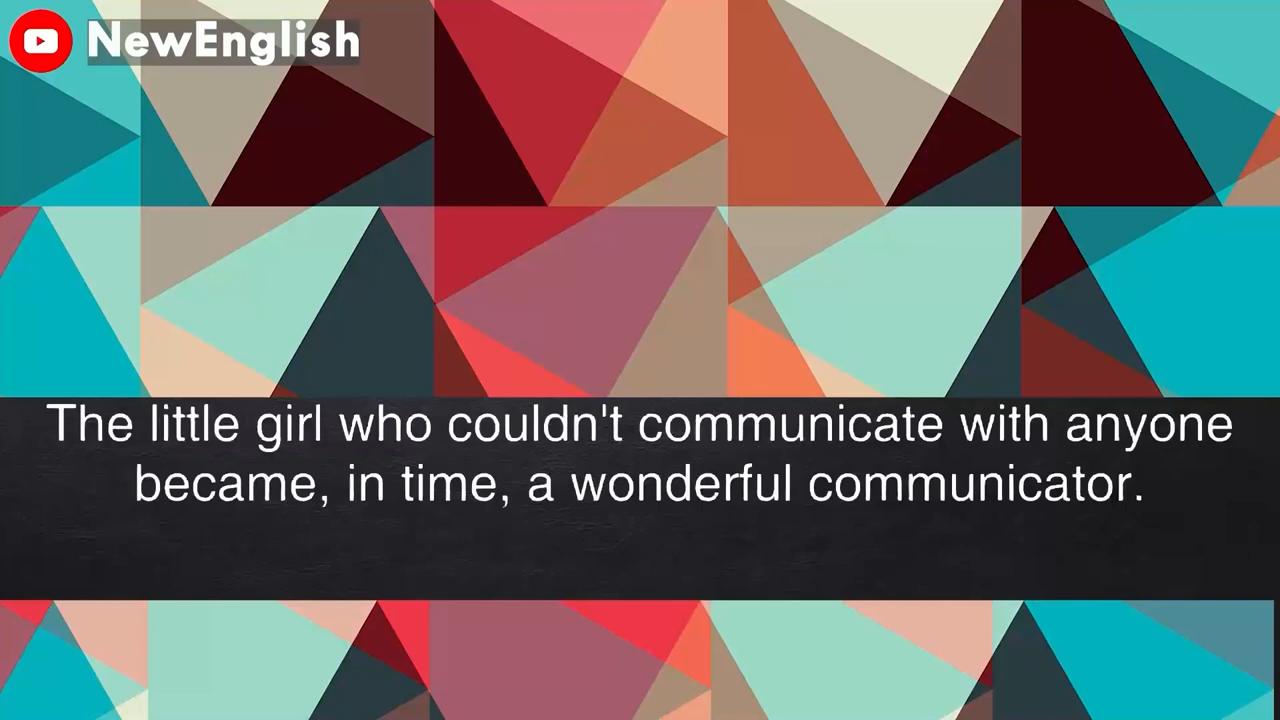 NewEnglish
The little girl who couldn't communicate with anyone
became, in time, a wonderful communicator.